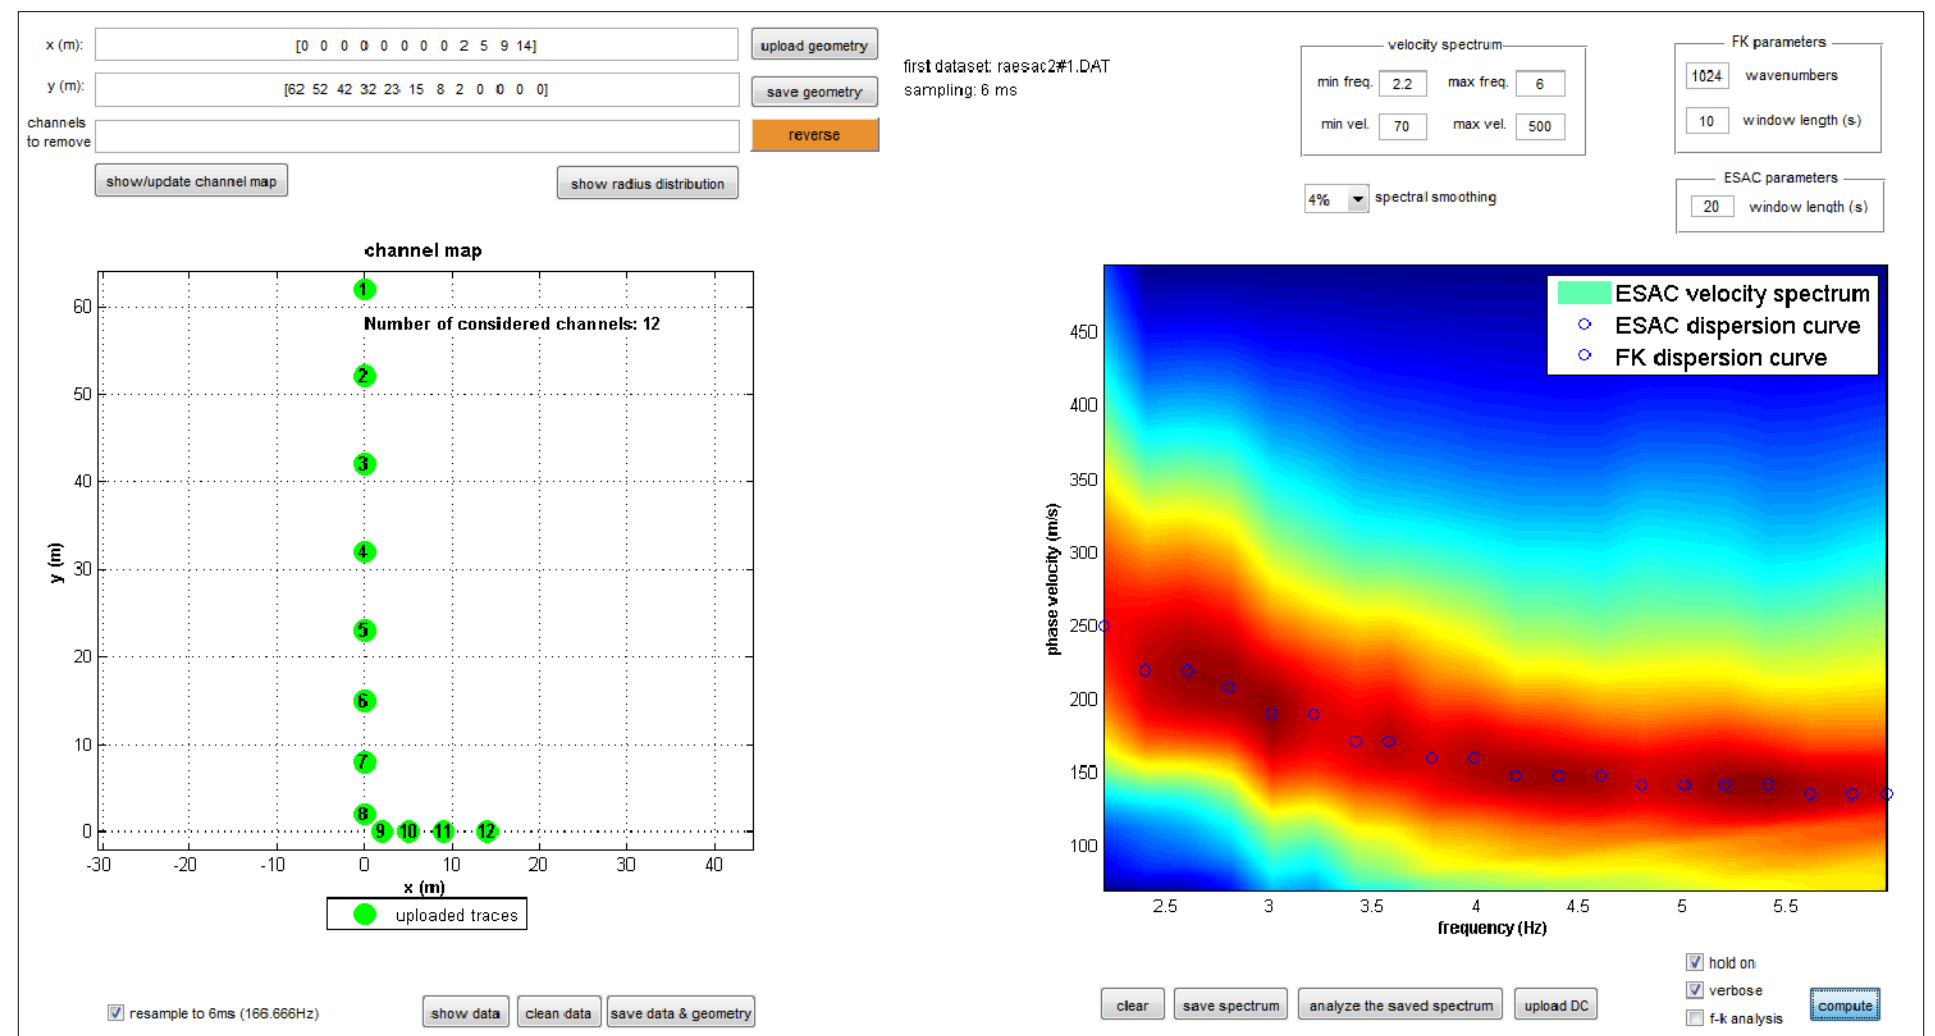 x (m):
[0 0 0 0 0 0 0 0 2 5 9 14]
upload geometry
y (m):
[62 52 42 32 23 15 8 2 0 0 0 0]
save geometry
channels
to remove
reverse
show/update channel map
show radius distribution
first dataset: raesac2#1.DAT
sampling: 6 ms
velocity spectrum
min freq. 2.2 max freq. 6
min vel. 70 max vel. 500
4% spectral smoothing
FK parameters
1024 wavenumbers
10 window length (s)
ESAC parameters
20 window length (s)
channel map
Number of considered channels: 12
1
2
3
4
5
6
7
8
9 10 11 12
60
50
40
30
20
10
0
y (m)
-30 -20 -10 0 10 20 30 40
x (m)
uploaded traces
ESAC velocity spectrum
ESAC dispersion curve
FK dispersion curve
450
400
350
300
250
200
150
100
phase velocity (m/s)
2.5 3 3.5 4 4.5 5 5.5
frequency (Hz)
resample to 6ms (166.666Hz)
show data
clean data
save data & geometry
clear
save spectrum
analyze the saved spectrum
upload DC
hold on
verbose
f-k analysis
compute